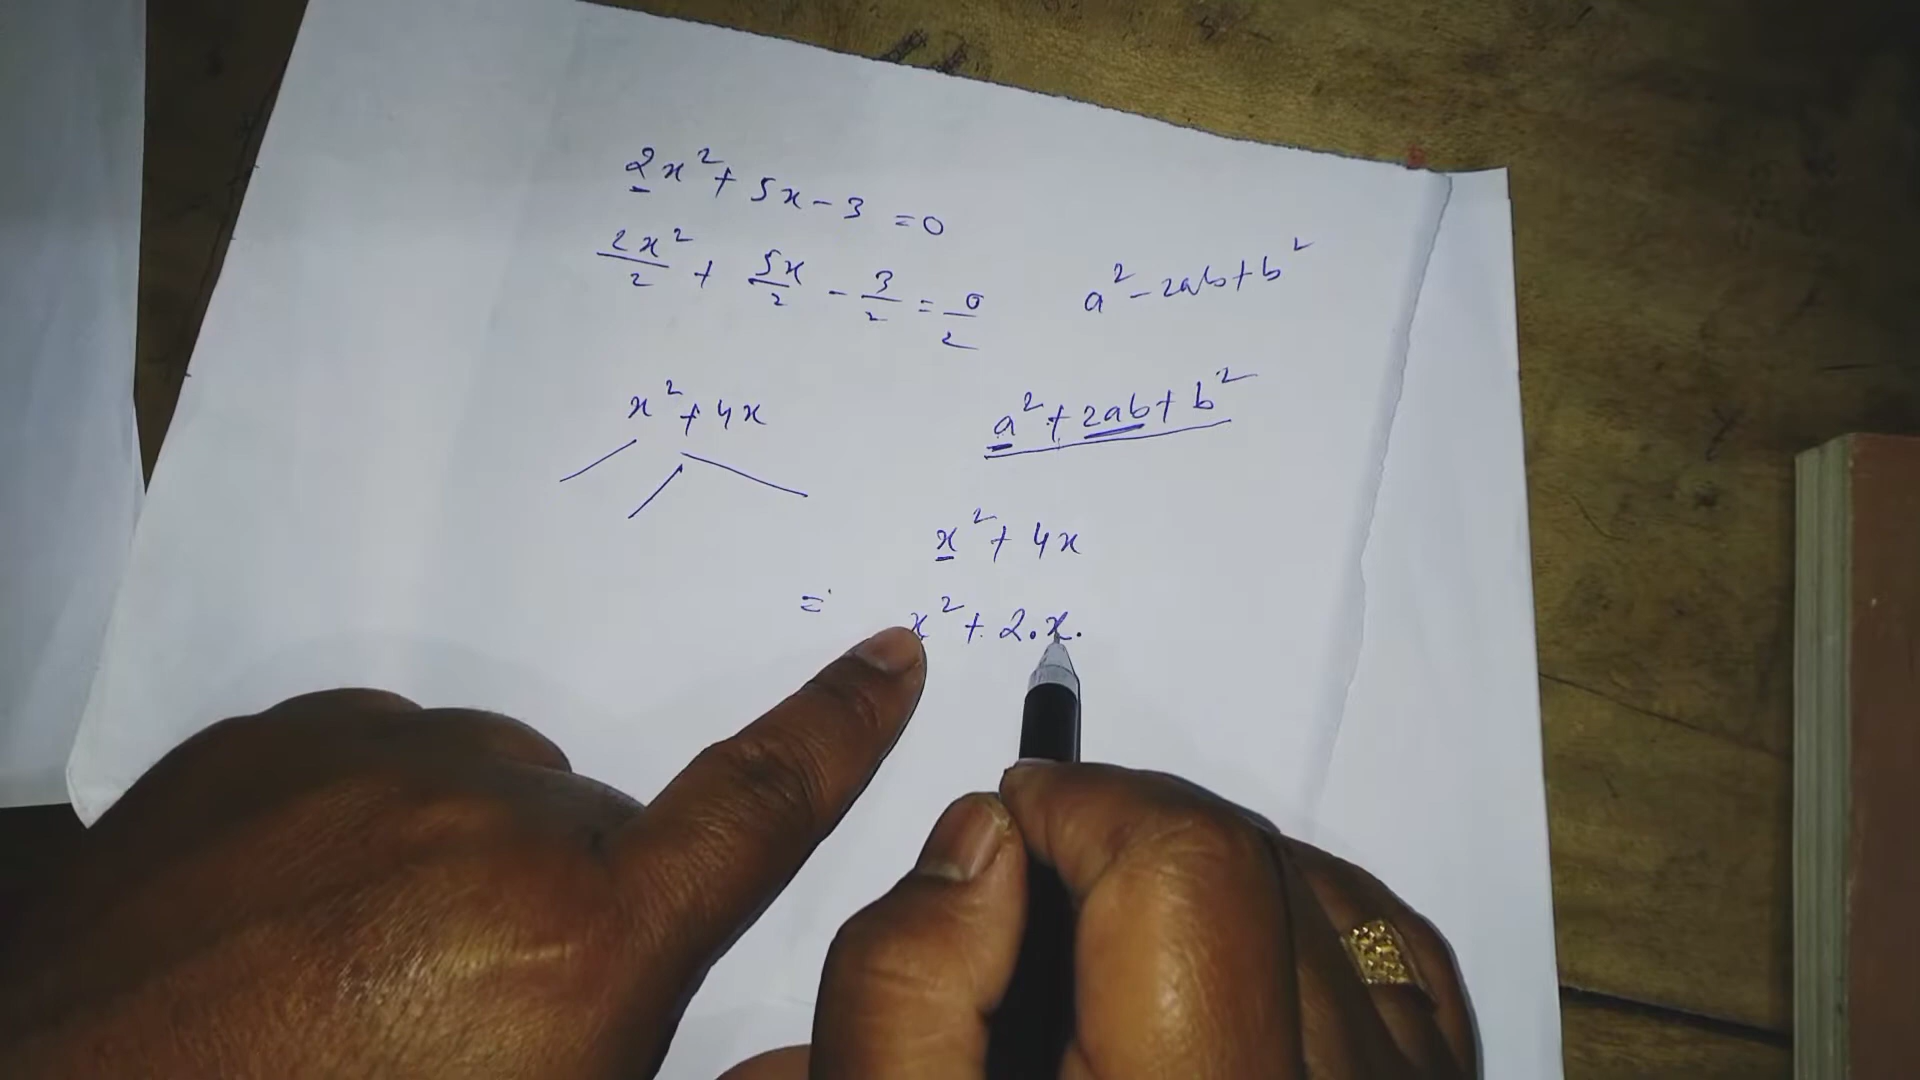 2x² + 5x - 3 = 0
2x²/2 + 5x/2 - 3/2 = 0/2
a² - 2ab + b²
x² + 4x
a² + 2ab + b²
x² + 4x
= x² + 2.x.